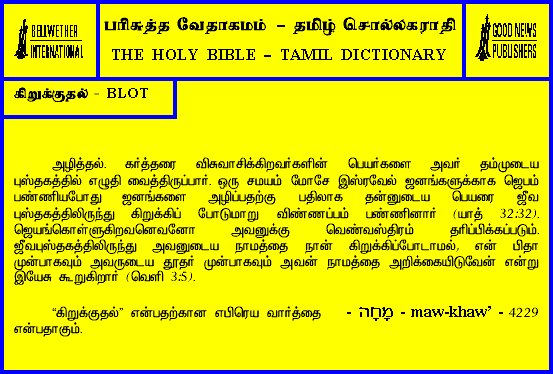 BELLWETHER
INTERNATIONAL
பரிசுத்த வேதாகமம் – தமிழ் சொல்லகராதி
THE HOLY BIBLE – TAMIL DICTIONARY
GOOD NEWS
PUBLISHERS
கிறுக்குதல் - BLOT
அழித்தல். கர்த்தரை விசுவாசிக்கிறவர்களின் பெயர்களை அவர் தம்முடைய
புஸ்தகத்தில் எழுதி வைத்திருப்பார். ஒரு சமயம் மோசே இஸ்ரவேல் ஜனங்களுக்காக ஜெபம்
பண்ணியபோது ஜனங்களை அழிப்பதற்கு பதிலாக தன்னுடைய பெயரை ஜீவ
புஸ்தகத்திலிருந்து கிறுக்கிப் போடுமாறு விண்ணப்பம் பண்ணினார் (யாத் 32:32).
ஜெயங்கொள்ளுகிறவனெவனோ அவனுக்கு வெண்வஸ்திரம் தரிப்பிக்கப்படும்.
ஜீவபுஸ்தகத்திலிருந்து அவனுடைய நாமத்தை நான் கிறுக்கிப்போடாமல், என் பிதா
முன்பாகவும் அவருடைய தூதர் முன்பாகவும் அவன் நாமத்தை அறிக்கையிடுவேன் என்று
இயேசு கூறுகிறார் (வெளி 3:5).
“கிறுக்குதல்” என்பதற்கான எபிரெய வார்த்தை - מָחָה - maw-khaw’ - 4229
என்பதாகும்.